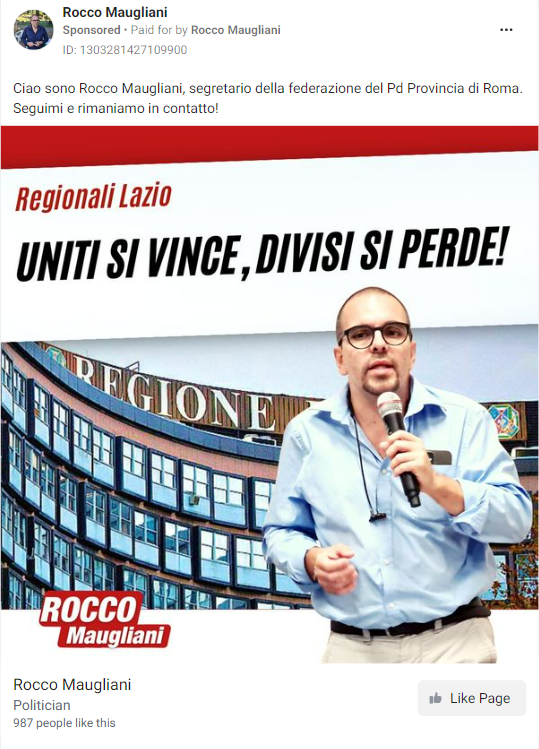 Rocco Maugliani
Sponsored • Paid for by Rocco Maugliani
ID: 1303281427109900
Ciao sono Rocco Maugliani, segretario della federazione del Pd Provincia di Roma.
Seguimi e rimaniamo in contatto!
Regionali Lazio
UNITI SI VINCE, DIVISI SI PERDE!
REGIONE
ROCCO
Maugliani
Rocco Maugliani
Politician
987 people like this
Like Page